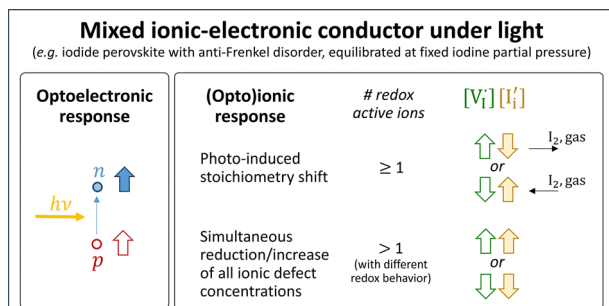 Mixed ionic-electronic conductor under light
(e.g. iodide perovskite with anti-Frenkel disorder, equilibrated at fixed iodine partial pressure)
Optoelectronic
response
n
hν
p
(Opto)ionic
response
# redox
active ions
[V_I^•] [I_i′]
Photo-induced
stoichiometry shift
≥ 1
I₂, gas
or
I₂, gas
Simultaneous
reduction/increase
of all ionic defect
concentrations
> 1
(with different
redox behavior)
or